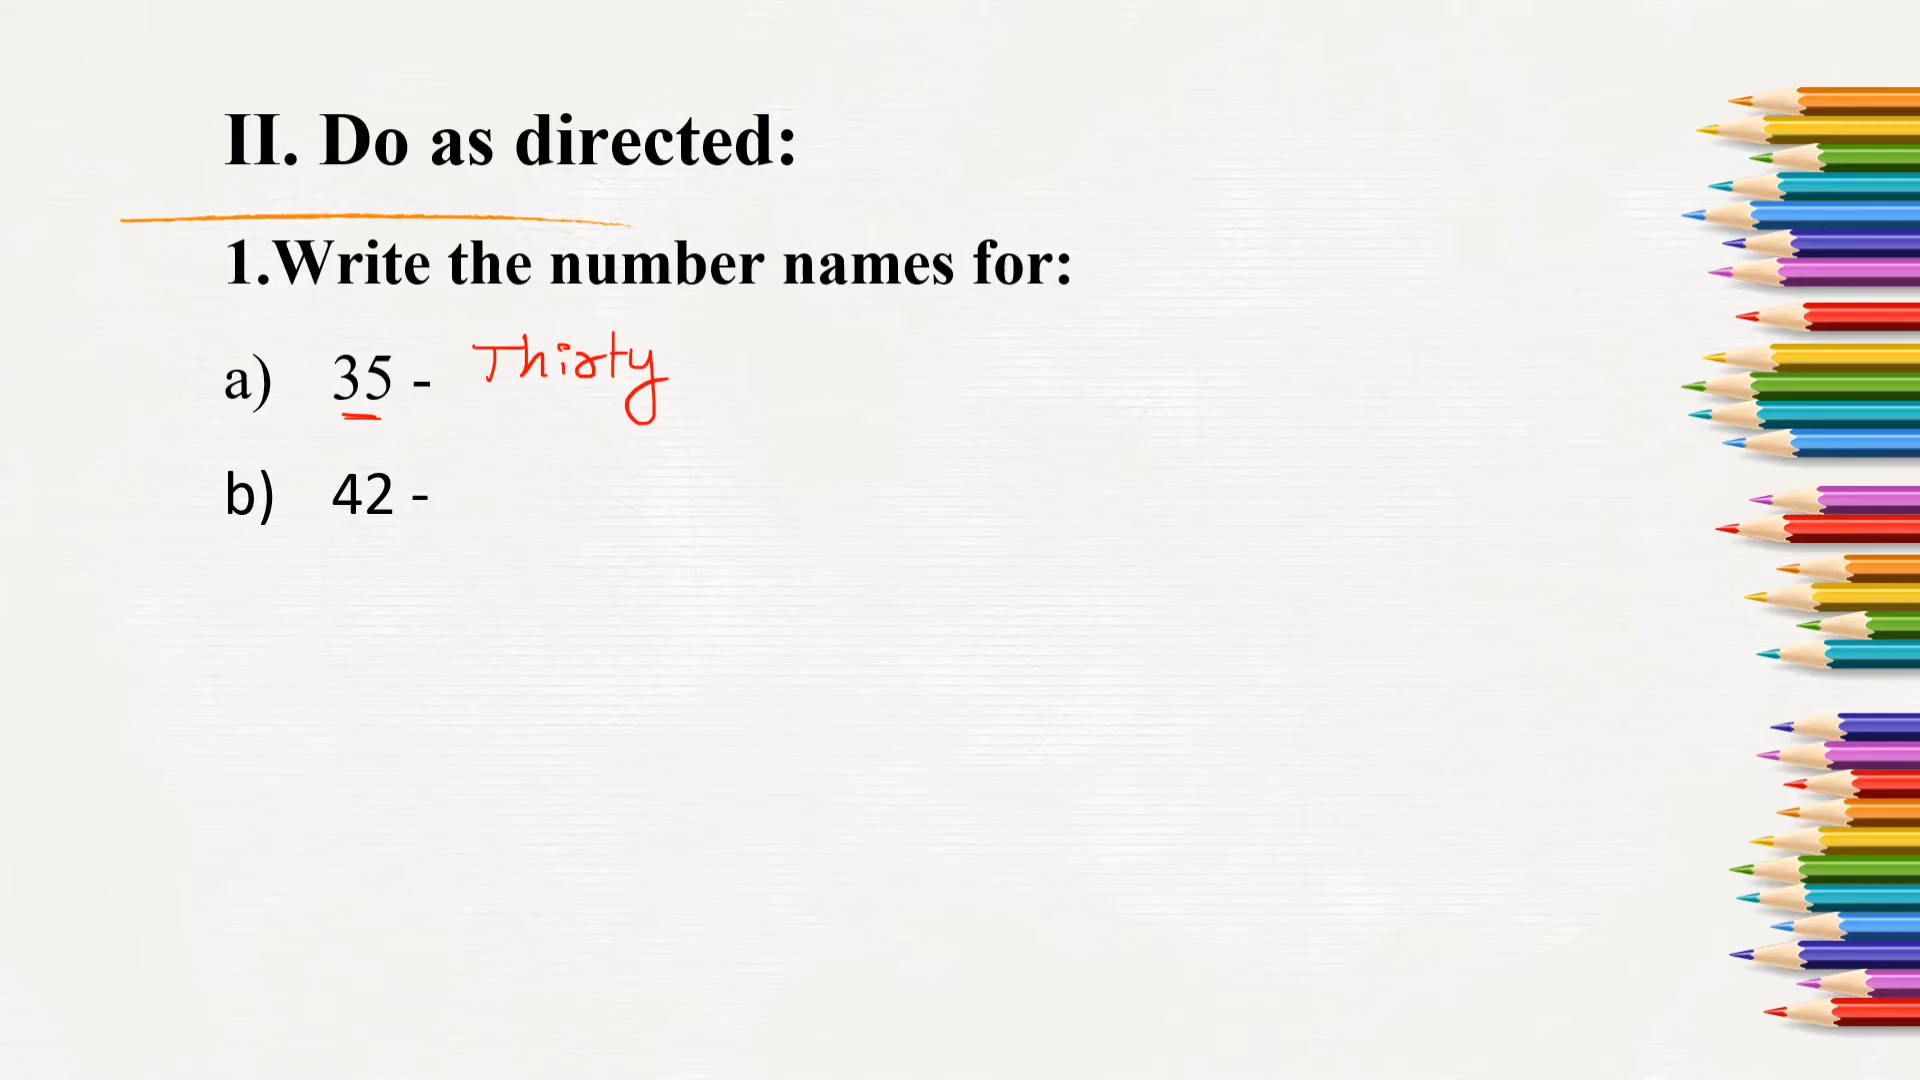 II. Do as directed:
1.Write the number names for:
a) 35 - Thirty
b) 42 -